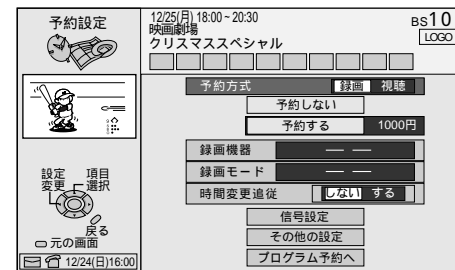 予約設定
12/25(月) 18:00~20:30
映画劇場
クリスマススペシャル
BS10
LOGO
予約方式 録画 視聴
予約しない
予約する 1000円
録画機器 — —
録画モード — —
時間変更追従 しない する
信号設定
その他の設定
プログラム予約へ
設定 項目
変更 選択
戻る
元の画面
12/24(日)16:00